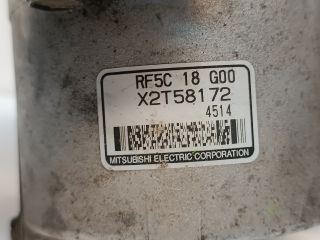 RF5C 18 G00
X2T58172
4514
MITSUBISHI ELECTRIC CORPORATION